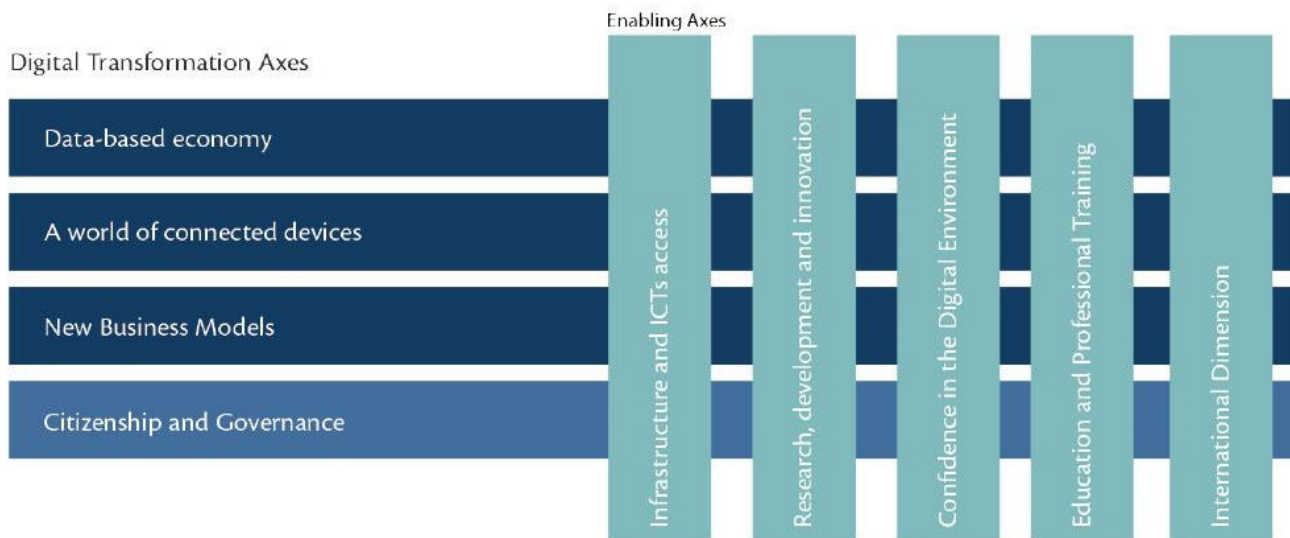 Enabling Axes
Digital Transformation Axes
Data-based economy
A world of connected devices
New Business Models
Citizenship and Governance
Infrastructure and ICTs access
Research, development and innovation
Confidence in the Digital Environment
Education and Professional Training
International Dimension